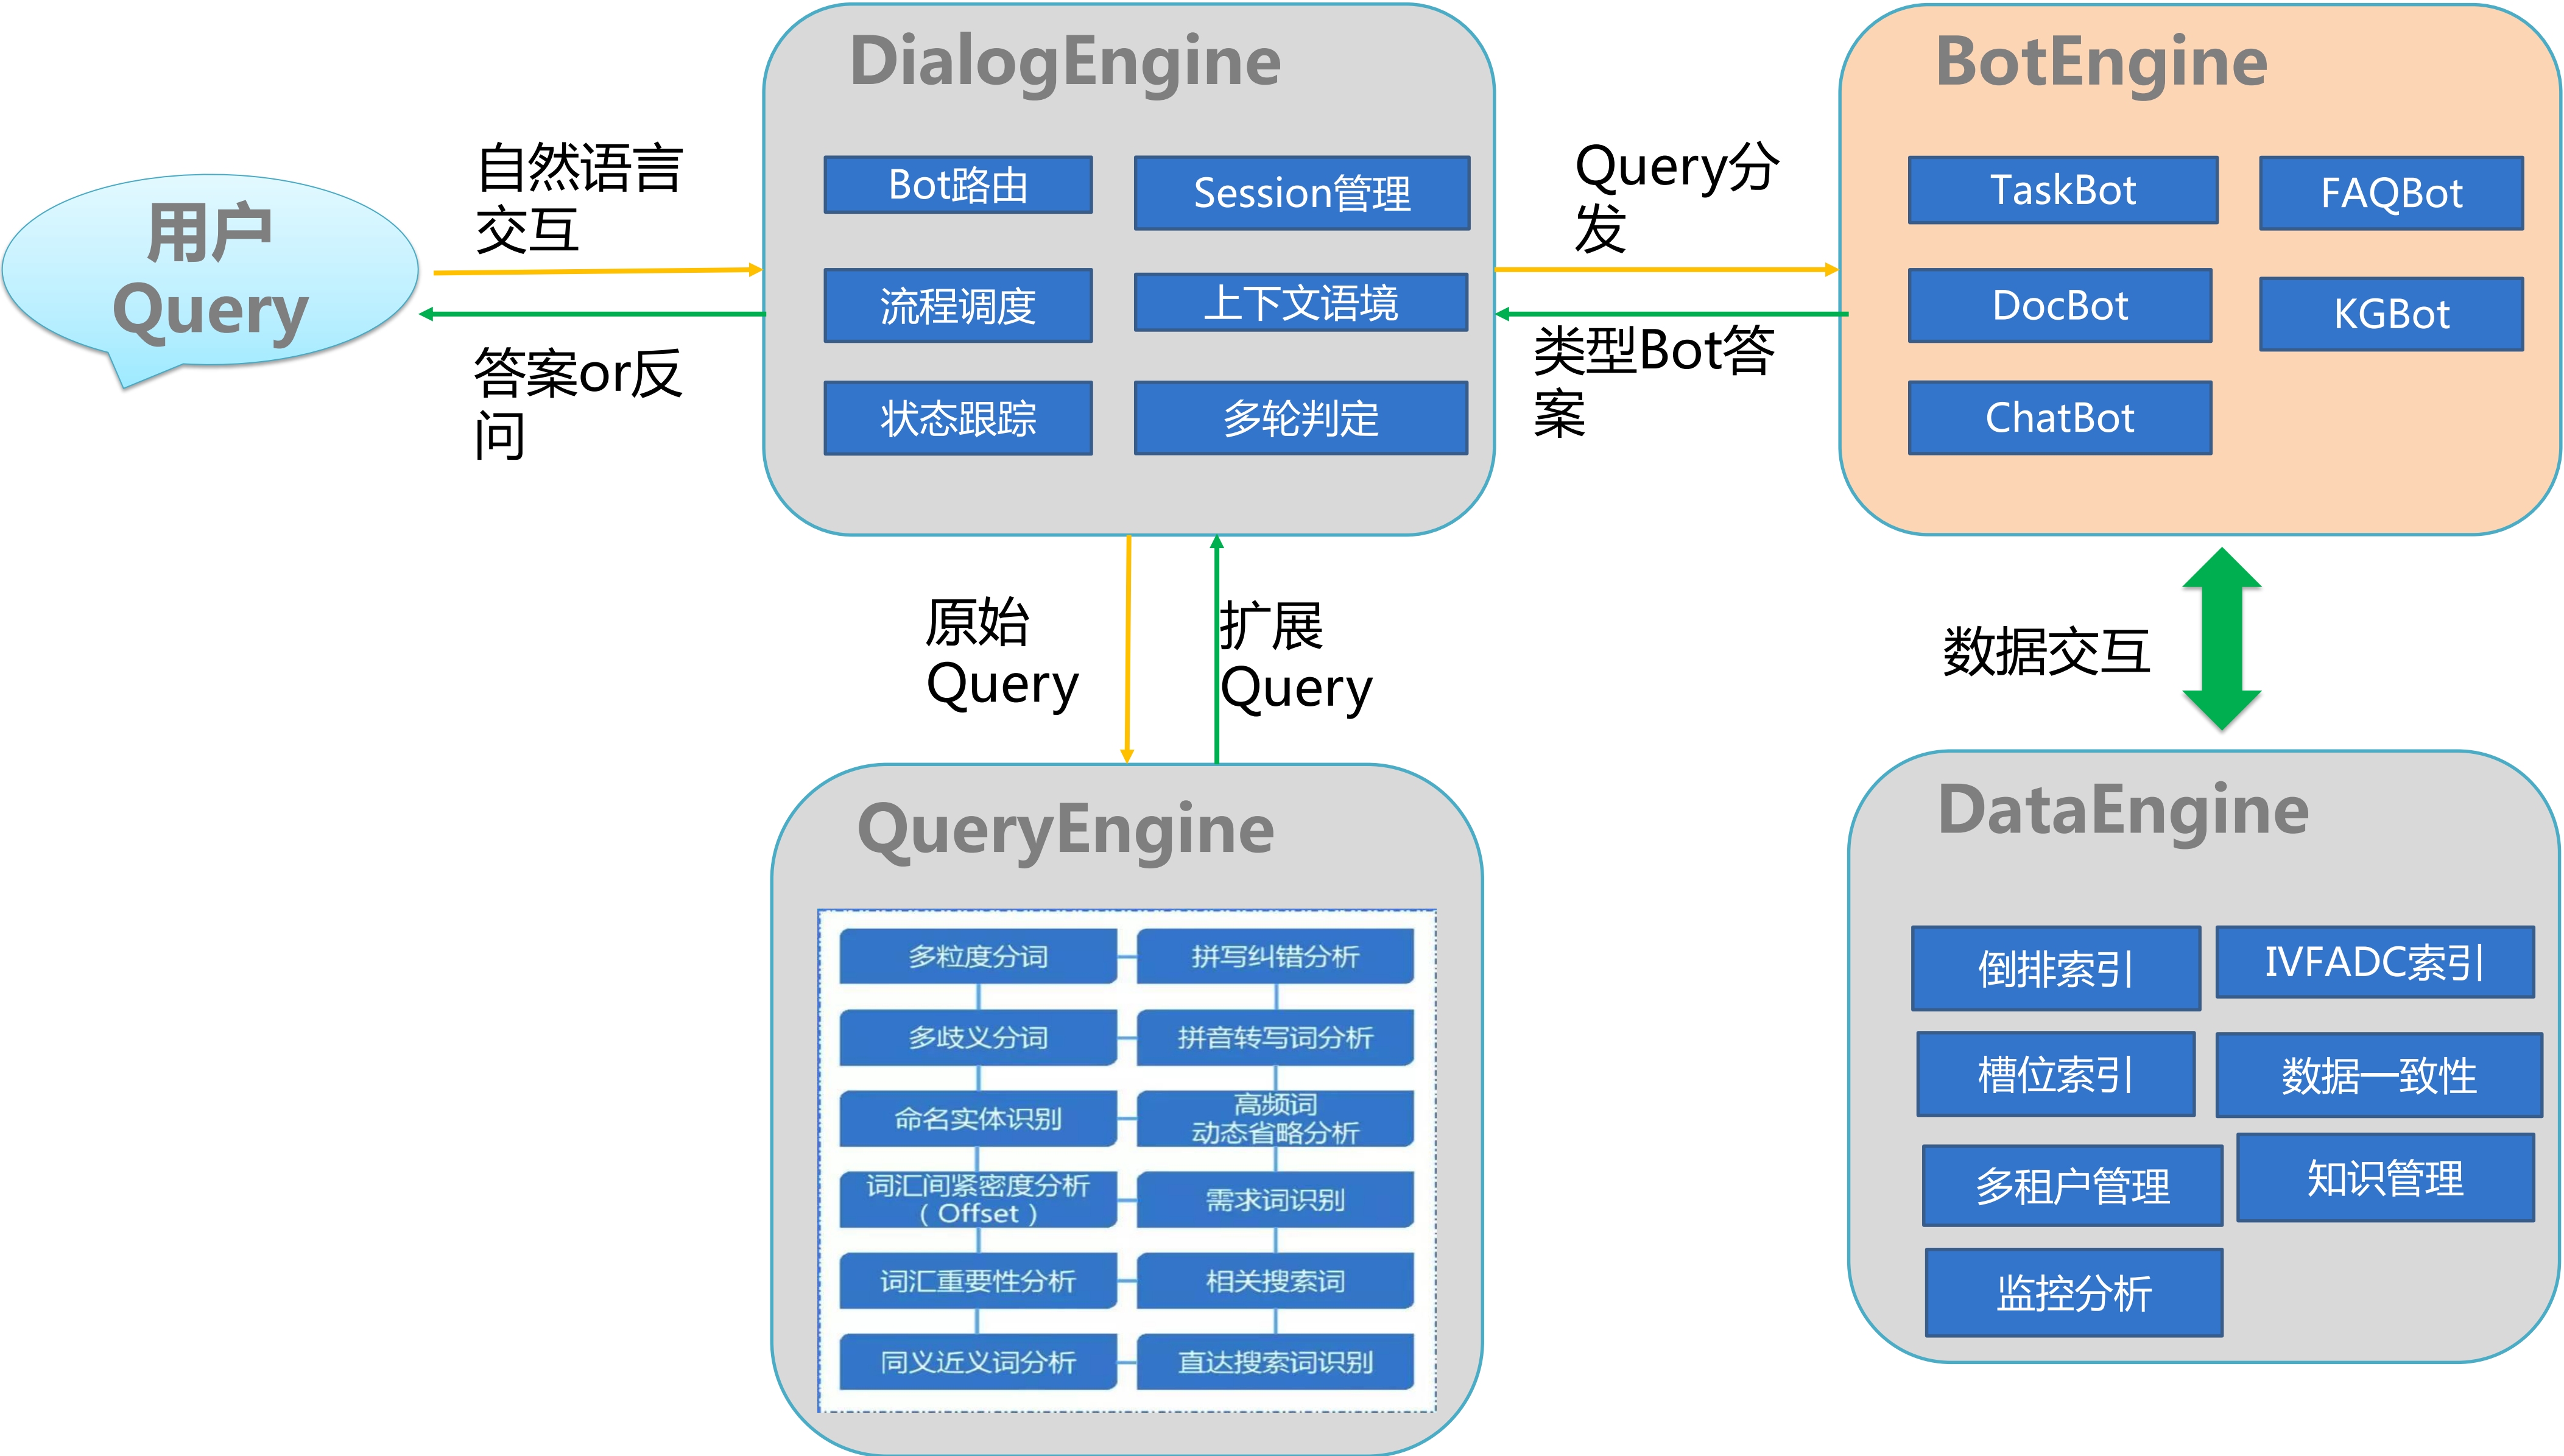 用户
Query
自然语言
交互
答案or反
问
DialogEngine
Bot路由
Session管理
流程调度
上下文语境
状态跟踪
多轮判定
Query分
发
类型Bot答
案
BotEngine
TaskBot
FAQBot
DocBot
KGBot
ChatBot
原始
Query
扩展
Query
数据交互
QueryEngine
多粒度分词
拼写纠错分析
多歧义分词
拼音转写词分析
命名实体识别
高频词
动态省略分析
词汇间紧密度分析
（Offset）
需求词识别
词汇重要性分析
相关搜索词
同义近义词分析
直达搜索词识别
DataEngine
倒排索引
IVFADC索引
槽位索引
数据一致性
多租户管理
知识管理
监控分析